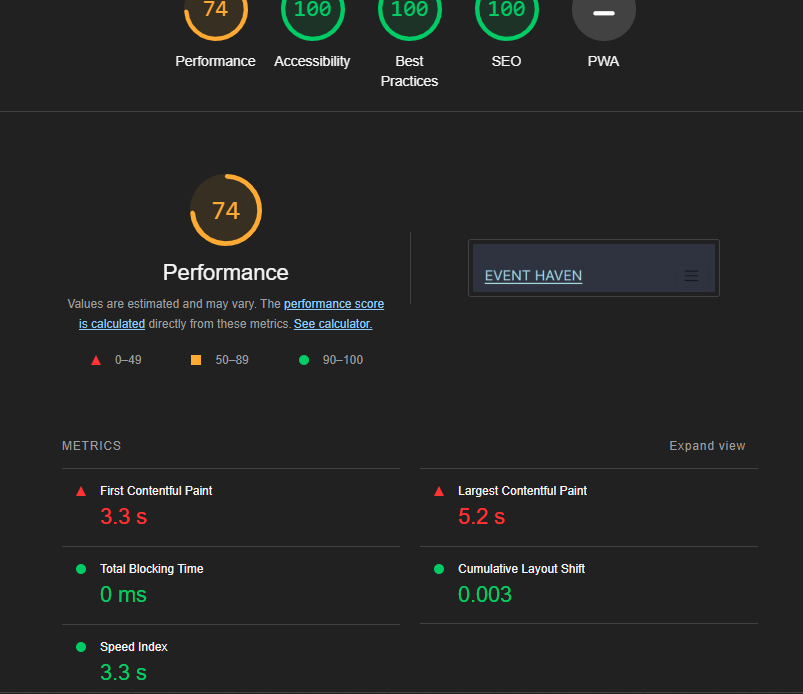 74 100 100 100
Performance Accessibility Best Practices SEO PWA
74
Performance
Values are estimated and may vary. The performance score
is calculated directly from these metrics. See calculator.
0–49 50–89 90–100
EVENT HAVEN
METRICS Expand view
First Contentful Paint
3.3 s
Largest Contentful Paint
5.2 s
Total Blocking Time
0 ms
Cumulative Layout Shift
0.003
Speed Index
3.3 s